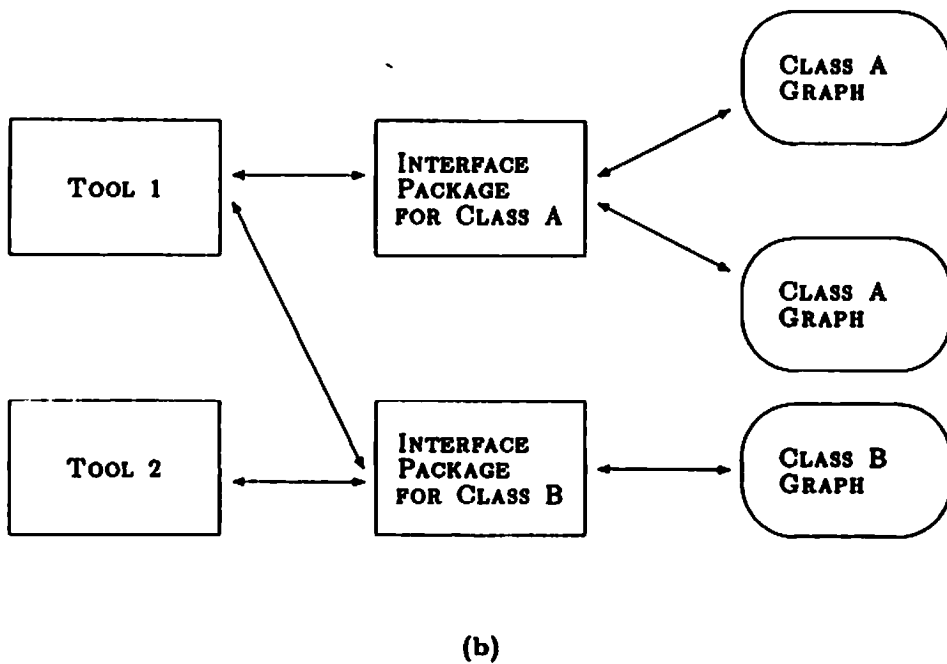 TOOL 1
INTERFACE
PACKAGE
FOR CLASS A
CLASS A
GRAPH
CLASS A
GRAPH
TOOL 2
INTERFACE
PACKAGE
FOR CLASS B
CLASS B
GRAPH
(b)